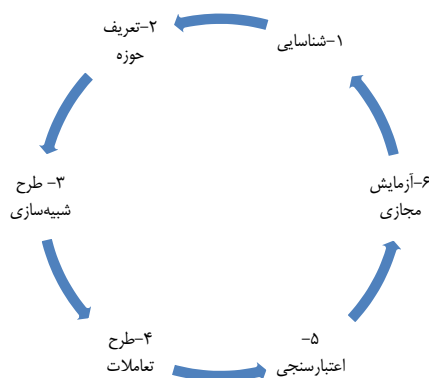 ۱-شناسایی
۲-تعریف
حوزه
۳- طرح
شبیه‌سازی
۴-طرح
تعاملات
۵-
اعتبارسنجی
۶-آزمایش
مجازی